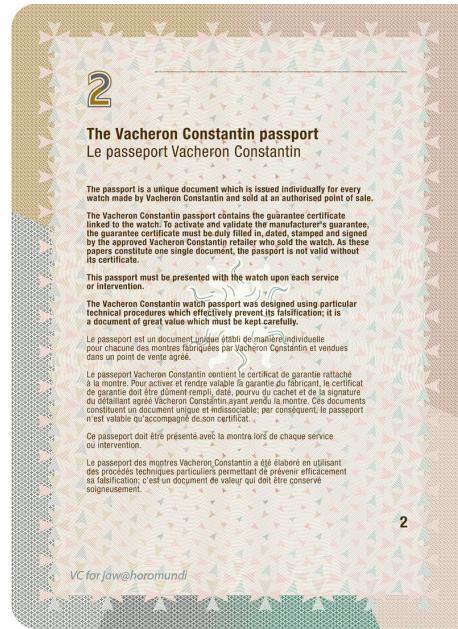 2
The Vacheron Constantin passport
Le passeport Vacheron Constantin
The passport is a unique document which is issued individually for every
watch made by Vacheron Constantin and sold at an authorised point of sale.
The Vacheron Constantin passport contains the guarantee certificate
linked to the watch. To activate and validate the manufacturer's guarantee,
the guarantee certificate must be duly filled in, dated, stamped and signed
by the approved Vacheron Constantin retailer who sold the watch. As these
papers constitute one single document, the passport is not valid without
its certificate.
This passport must be presented with the watch upon each service
or intervention.
The Vacheron Constantin watch passport was designed using particular
technical procedures which effectively prevent its falsification; it is
a document of great value which must be kept carefully.
Le passeport est un document unique établi de manière individuelle
pour chacune des montres fabriquées par Vacheron Constantin et vendues
dans un point de vente agréé.
Le passeport Vacheron Constantin contient le certificat de garantie rattaché
à la montre. Pour activer et rendre valable la garantie du fabricant, le certificat
de garantie doit être dûment rempli, daté, pourvu du cachet et de la signature
du détaillant agréé Vacheron Constantin ayant vendu la montre. Ces documents
constituent un document unique et indissociable; par conséquent, le passeport
n'est valable qu'accompagné de son certificat.
Ce passeport doit être présenté avec la montre lors de chaque service
ou intervention.
Le passeport des montres Vacheron Constantin a été élaboré en utilisant
des procédés techniques particuliers permettant de prévenir efficacement
sa falsification; c'est un document de valeur qui doit être conservé
soigneusement.
2
VC for jaw@horomundi